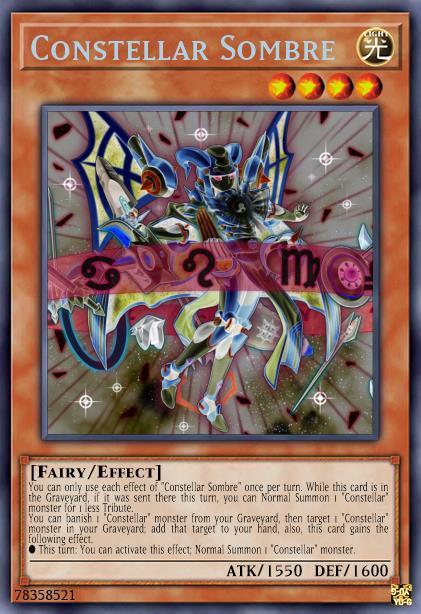 CONSTELLAR SOMBRE
LIGHT
光
[FAIRY/EFFECT]
You can only use each effect of "Constellar Sombre" once per turn. While this card is in
the Graveyard, if it was sent there this turn, you can Normal Summon 1 "Constellar"
monster for 1 less Tribute.
You can banish 1 "Constellar" monster from your Graveyard, then target 1 "Constellar"
monster in your Graveyard; add that target to your hand, also, this card gains the
following effect.
● This turn: You can activate this effect; Normal Summon 1 "Constellar" monster.
ATK/1550 DEF/1600
78358521